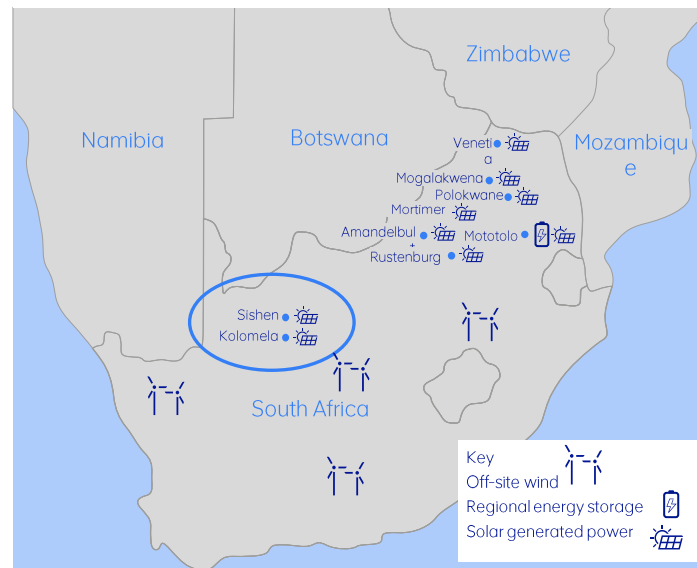 Zimbabwe
Namibia
Botswana
Mozambiqu
e
Veneti
a
Mogalakwena
Polokwane
Mortimer
Amandelbul
t
Mototolo
Rustenburg
Sishen
Kolomela
South Africa
Key
Off-site wind
Regional energy storage
Solar generated power